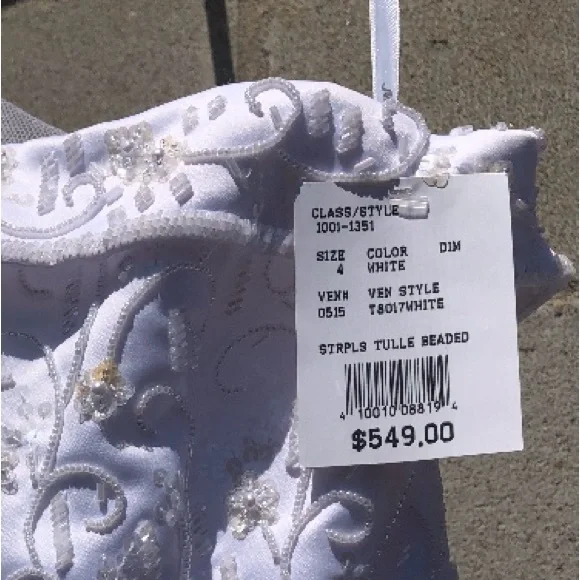 CLASS/STYLE
1001-1351
SIZE COLOR DIM
4 WHITE
VEN# VEN STYLE
0515 T8017WHITE
STRPLS TULLE BEADED
4 10010 08819 4
$549.00